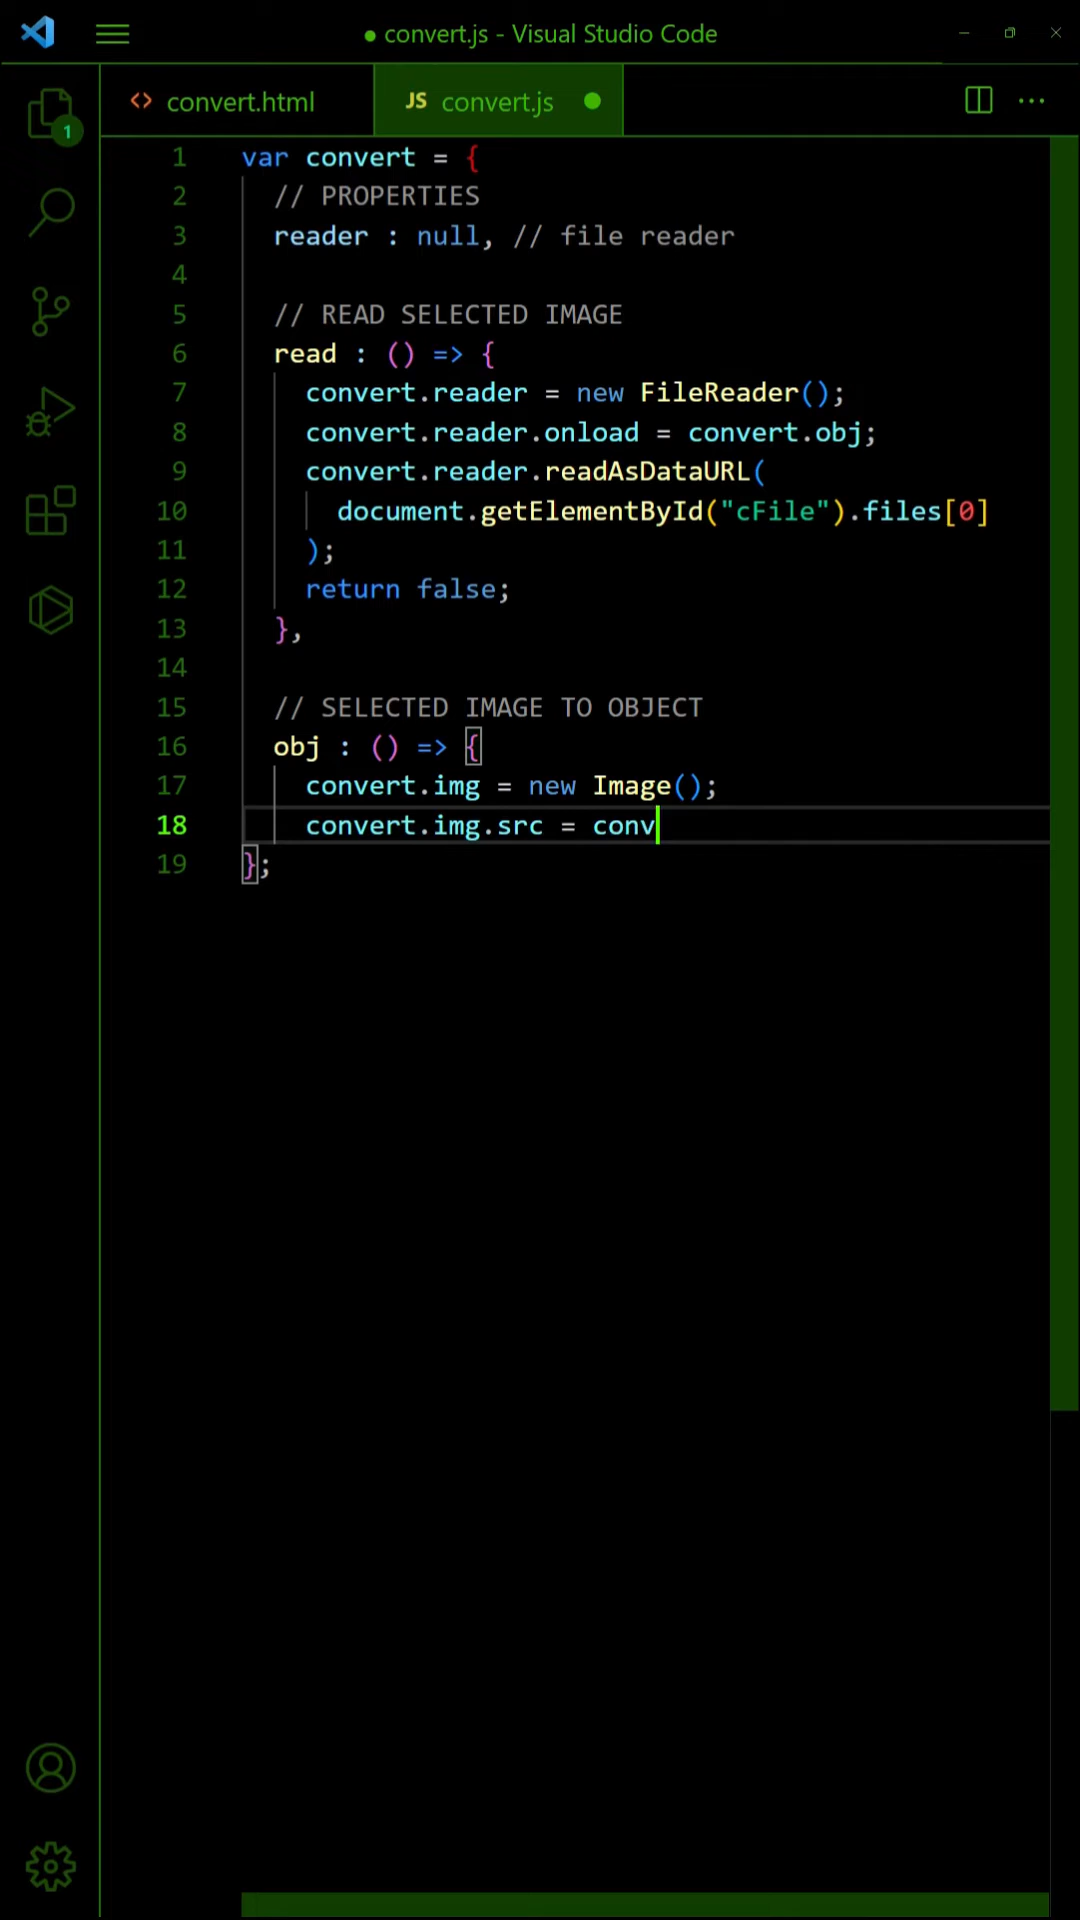 ● convert.js - Visual Studio Code
<> convert.html
JS convert.js ●
1
1 var convert = {
2 // PROPERTIES
3 reader : null, // file reader
4
5 // READ SELECTED IMAGE
6 read : () => {
7 convert.reader = new FileReader();
8 convert.reader.onload = convert.obj;
9 convert.reader.readAsDataURL(
10 document.getElementById("cFile").files[0]
11 );
12 return false;
13 },
14
15 // SELECTED IMAGE TO OBJECT
16 obj : () => {
17 convert.img = new Image();
18 convert.img.src = conv
19 };